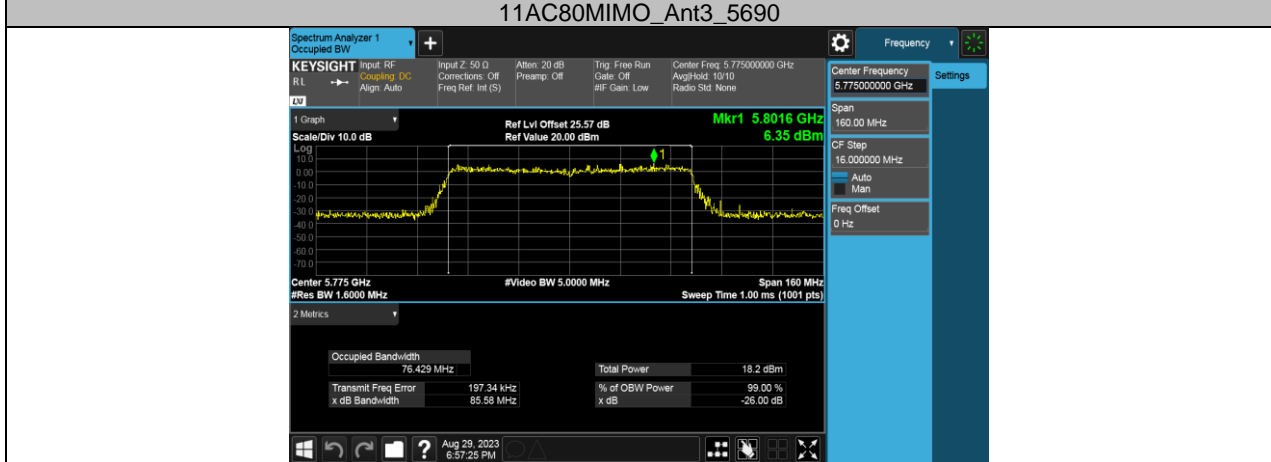 11AC80MIMO_Ant3_5690
Spectrum Analyzer 1
Occupied BW
+
Frequency
KEYSIGHT
RL
LXI
Input: RF
Coupling: DC
Align: Auto
Input Z: 50 Ω
Corrections: Off
Freq Ref: Int (S)
Atten: 20 dB
Preamp: Off
Trig: Free Run
Gate: Off
#IF Gain: Low
Center Freq: 5.775000000 GHz
Avg|Hold: 10/10
Radio Std: None
Center Frequency
5.775000000 GHz
Settings
Span
160.00 MHz
CF Step
16.000000 MHz
Auto
Man
Freq Offset
0 Hz
1 Graph
Scale/Div 10.0 dB
Ref Lvl Offset 25.57 dB
Ref Value 20.00 dBm
Mkr1 5.8016 GHz
6.35 dBm
Log
10.0
0.00
-10.0
-20.0
-30.0
-40.0
-50.0
-60.0
-70.0
1
Center 5.775 GHz
#Video BW 5.0000 MHz
Span 160 MHz
#Res BW 1.6000 MHz
Sweep Time 1.00 ms (1001 pts)
2 Metrics
Occupied Bandwidth
76.429 MHz
Total Power 18.2 dBm
Transmit Freq Error 197.34 kHz
% of OBW Power 99.00 %
x dB Bandwidth 85.58 MHz
x dB -26.00 dB
?
Aug 29, 2023
6:57:25 PM